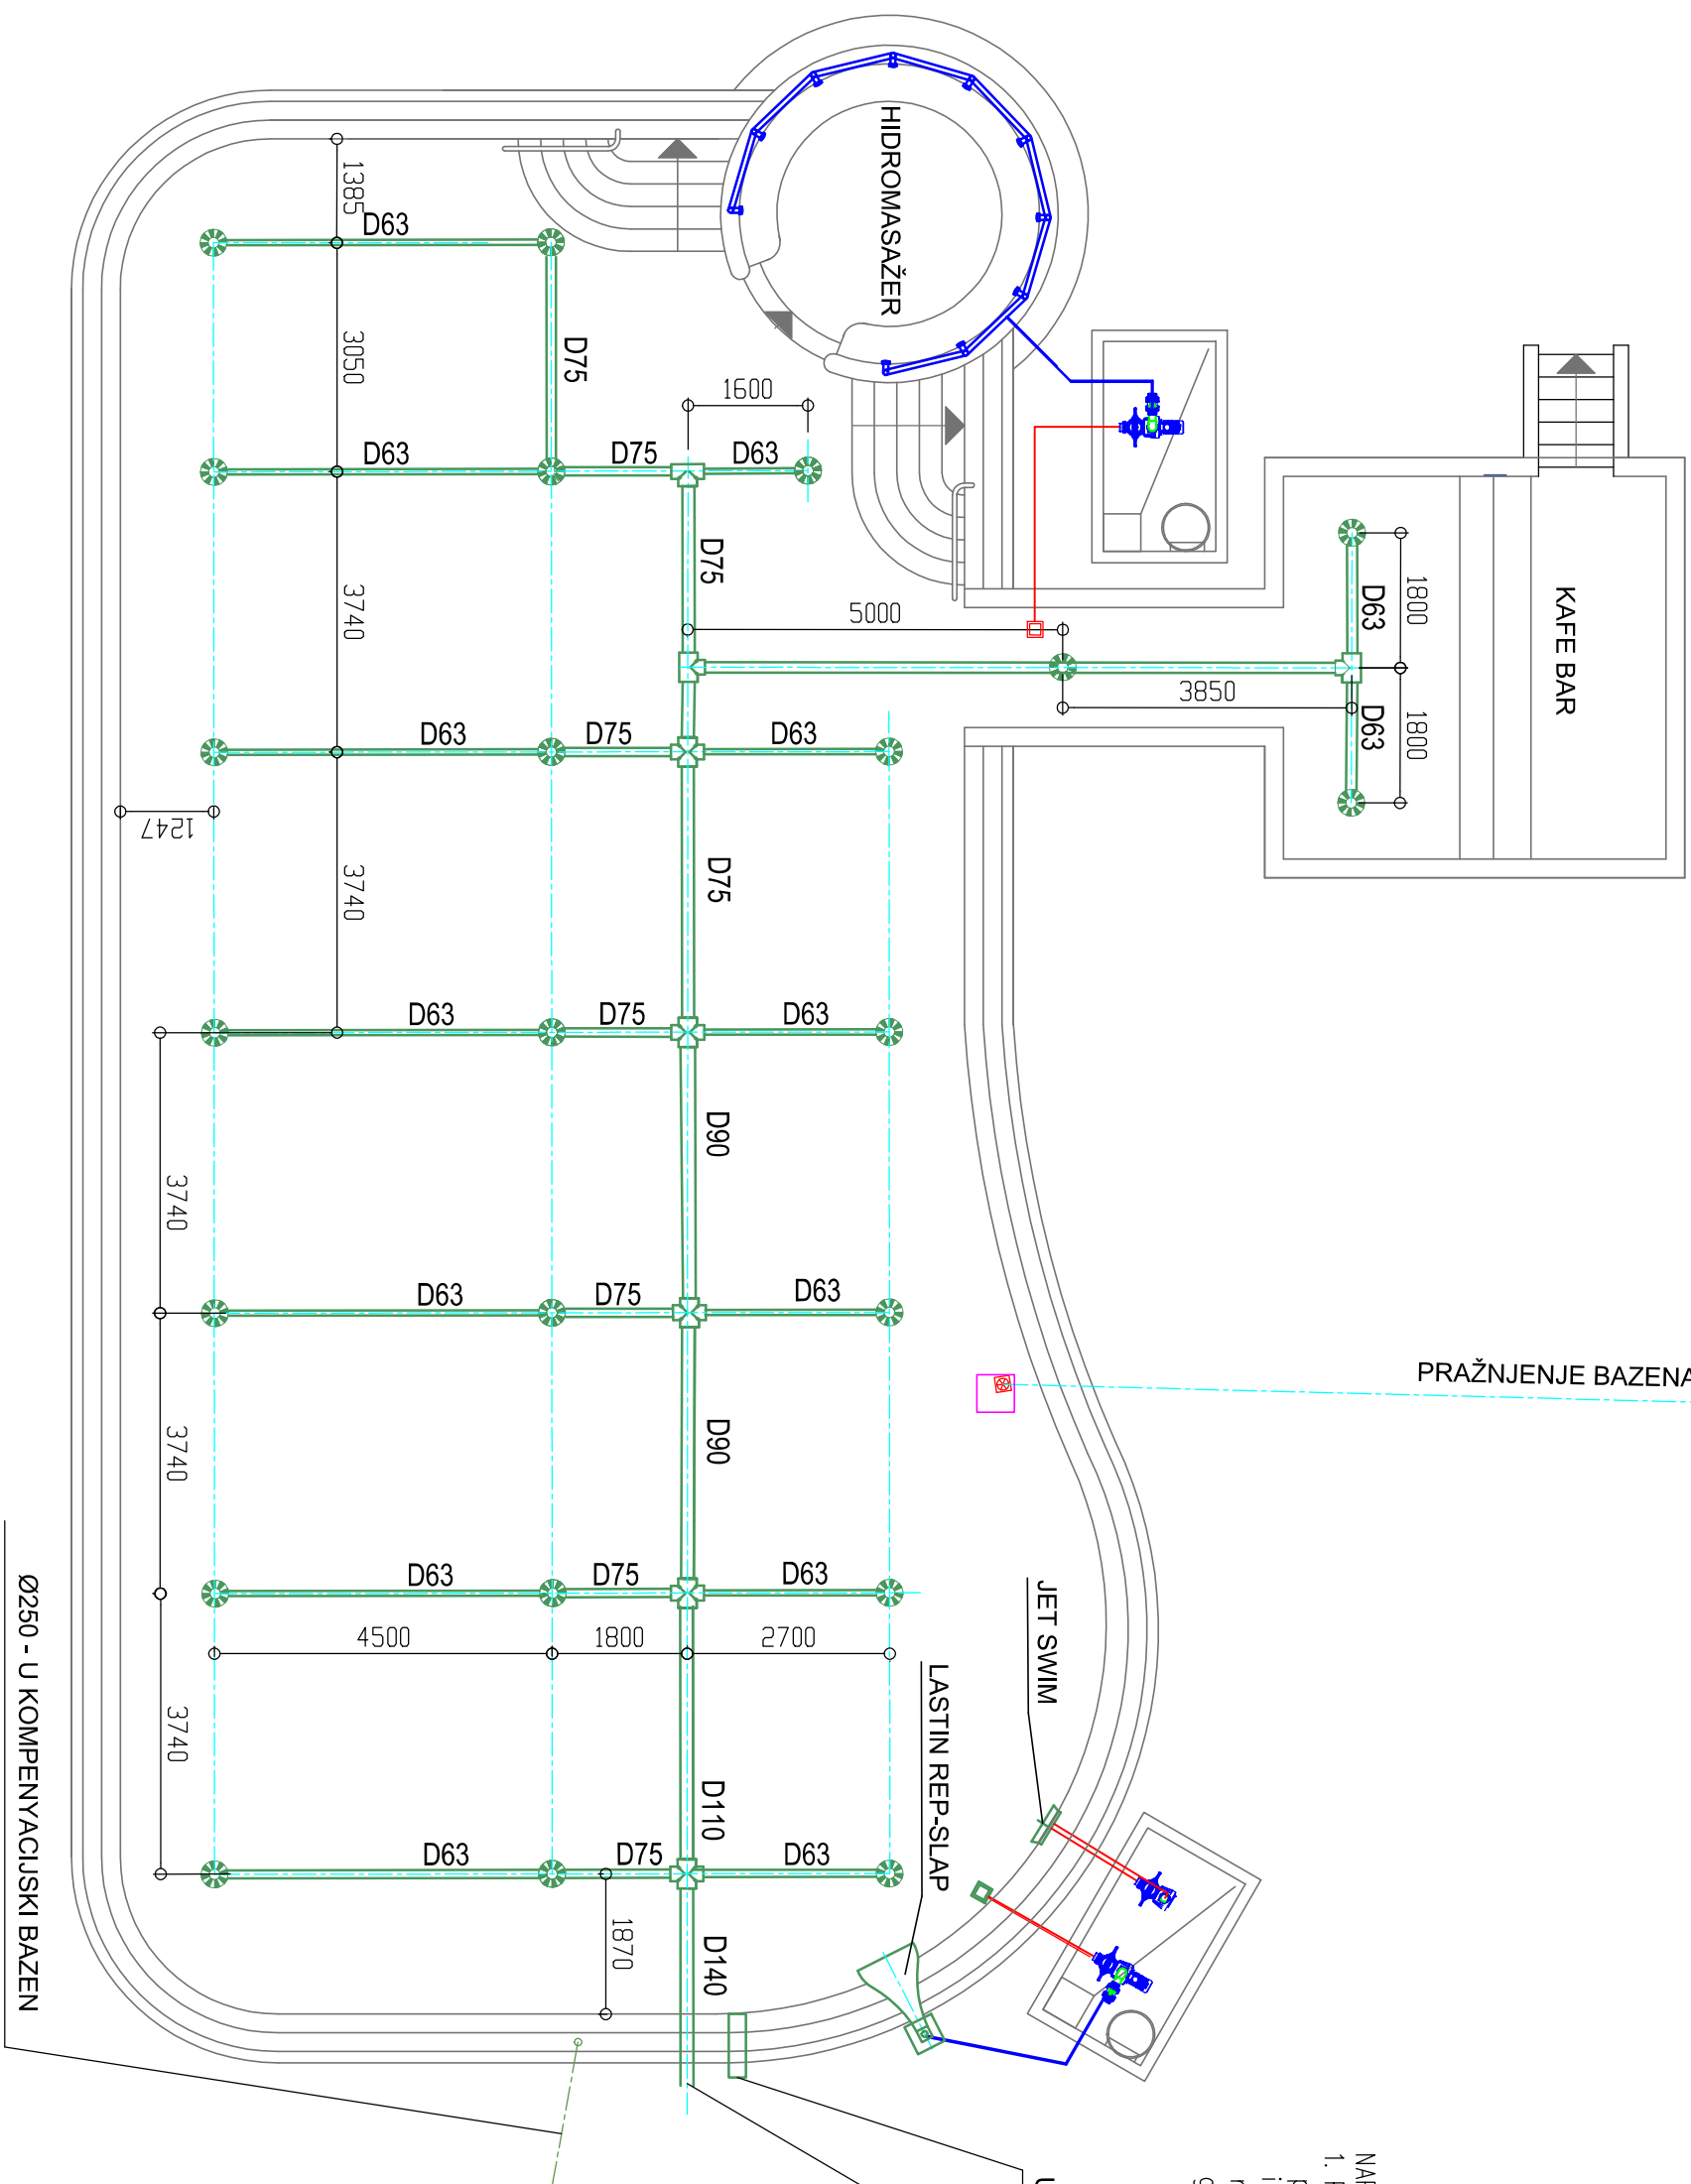 HIDROMASAŽER
1385
D63
3050
D75
1600
D63
D75
D63
KAFE BAR
1800
D63
D75
3740
5000
3850
1800
D63
D63
D75
D63
1247
D75
3740
D63
D75
D63
D90
3740
D63
D75
D63
PRAŽNJENJE BAZENA
D90
3740
D63
D75
D63
JET SWIM
4500
1800
2700
LASTIN REP-SLAP
3740
D110
D63
D75
D63
1870
D140
Ø250 - U KOMPENYACIJSKI BAZEN
1.